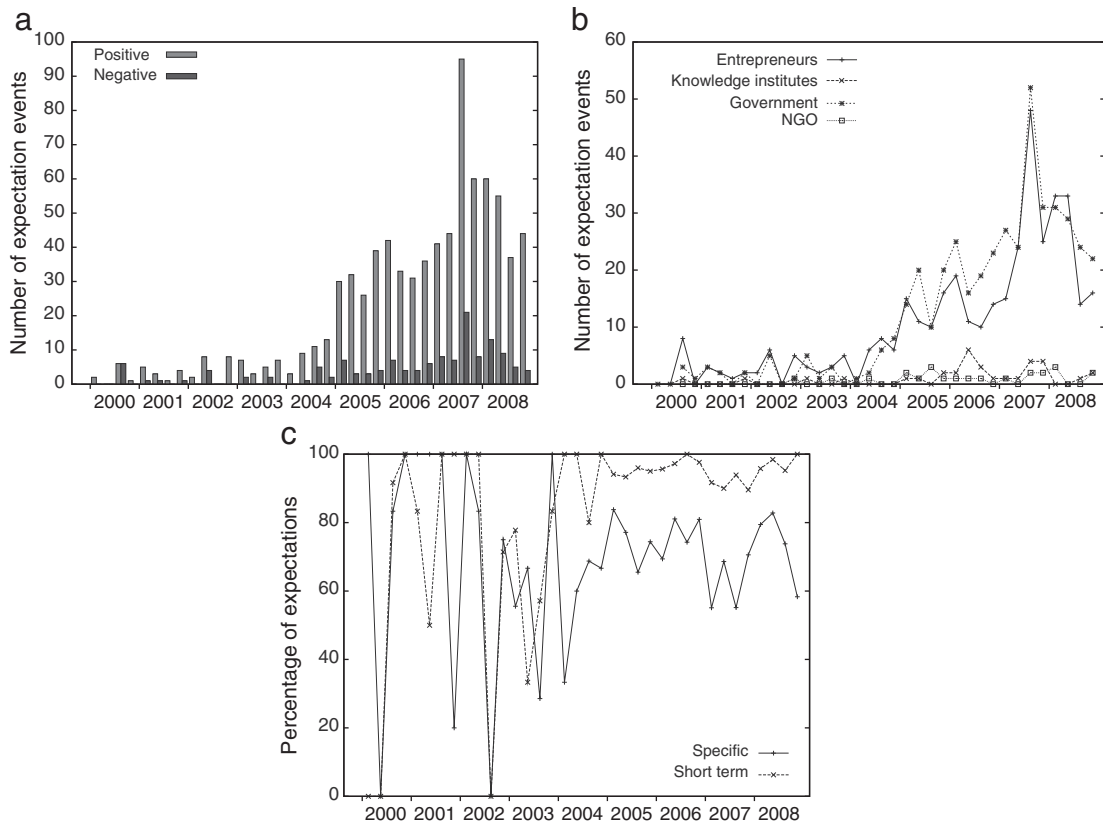 a
Number of expectation events
100
90
80
70
60
50
40
30
20
10
0
Positive
Negative
2000 2001 2002 2003 2004 2005 2006 2007 2008
b
Number of expectation events
60
50
40
30
20
10
0
Entrepreneurs
Knowledge institutes
Government
NGO
2000 2001 2002 2003 2004 2005 2006 2007 2008
c
Percentage of expectations
100
80
60
40
20
0
Specific
Short term
2000 2001 2002 2003 2004 2005 2006 2007 2008